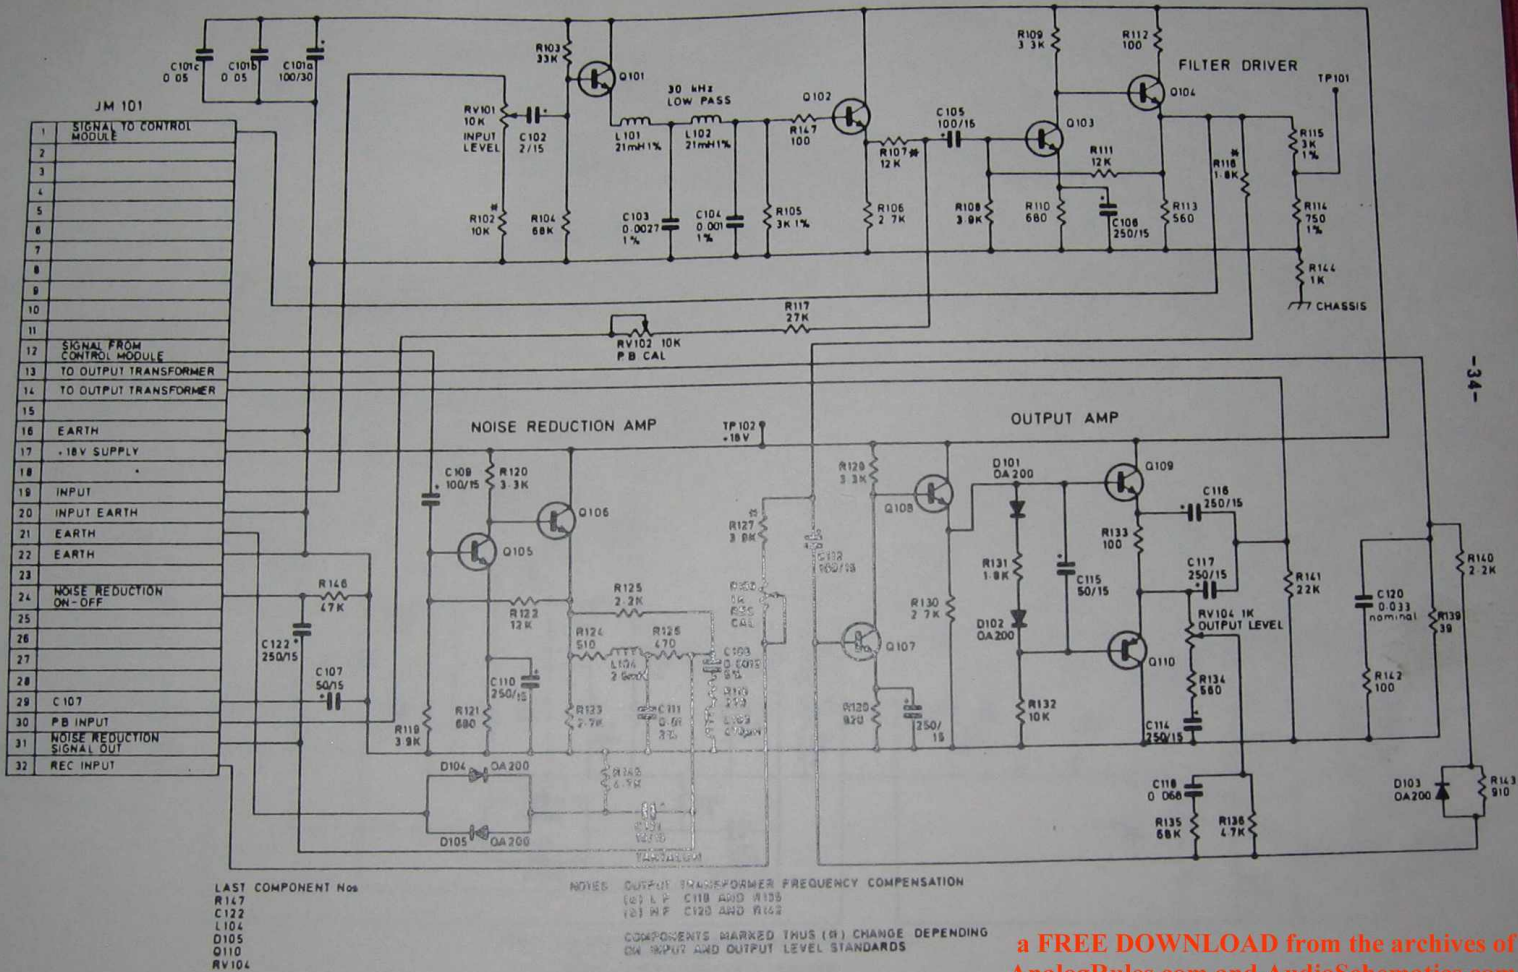 C101c
0.05
C101b
0.05
C101a
100/30
R103
33K
Q101
RV101
10K
INPUT
LEVEL
C102
2/15
30 kHz
LOW PASS
L101
21mH1%
L102
21mH1%
R102
10K
R104
68K
C103
0.0027
1%
C104
0.001
1%
R105
3K 1%
R147
100
Q102
R107*
12K
R106
2.7K
C105
100/15
R109
3.3K
R112
100
FILTER DRIVER
TP101
Q104
Q103
R111
12K
R108
3.9K
R110
680
C106
250/15
R113
560
R116
1.8K
R115
3K
1%
R114
750
1%
R144
1K
CHASSIS
R117
27K
RV102 10K
P.B CAL
-34-
JM 101
1 SIGNAL TO CONTROL MODULE
2
3
4
5
6
7
8
9
10
11
12 SIGNAL FROM CONTROL MODULE
13 TO OUTPUT TRANSFORMER
14 TO OUTPUT TRANSFORMER
15
16 EARTH
17 -18V SUPPLY
18
19 INPUT
20 INPUT EARTH
21 EARTH
22 EARTH
23
24 NOISE REDUCTION ON-OFF
25
26
27
28
29 C107
30 PB INPUT
31 NOISE REDUCTION SIGNAL OUT
32 REC INPUT
NOISE REDUCTION AMP
TP102
-18V
OUTPUT AMP
C109
100/15
R120
3.3K
Q106
Q105
R146
47K
C122
250/15
C107
50/15
R122
12K
R125
2.2K
R124
510
R126
470
L104
C110
250/15
R119
3.9K
R121
680
R123
2.7K
C111
R127
3.9K
CAL
R129
3.3K
Q108
Q107
R130
2.7K
250/
15
D101
OA200
R131
1.8K
D102
OA200
C115
50/15
R132
10K
Q109
Q110
R133
100
C116
250/15
C117
250/15
RV104 1K
OUTPUT LEVEL
R134
560
C114
250/15
R141
22K
C120
0.033
nominal
R142
100
R139
39
R140
2.2K
D103
OA200
R143
910
C118
0.068
R135
68K
R136
4.7K
D104 OA200
D105 OA200
TANTALUM
LAST COMPONENT Nos
R147
C122
L104
D105
Q110
RV104
NOTES OUTPUT TRANSFORMER FREQUENCY COMPENSATION
(a) L.F C118 AND R135
(b) H.F C120 AND R142
COMPONENTS MARKED THUS (*) CHANGE DEPENDING
ON INPUT AND OUTPUT LEVEL STANDARDS
a FREE DOWNLOAD from the archives of